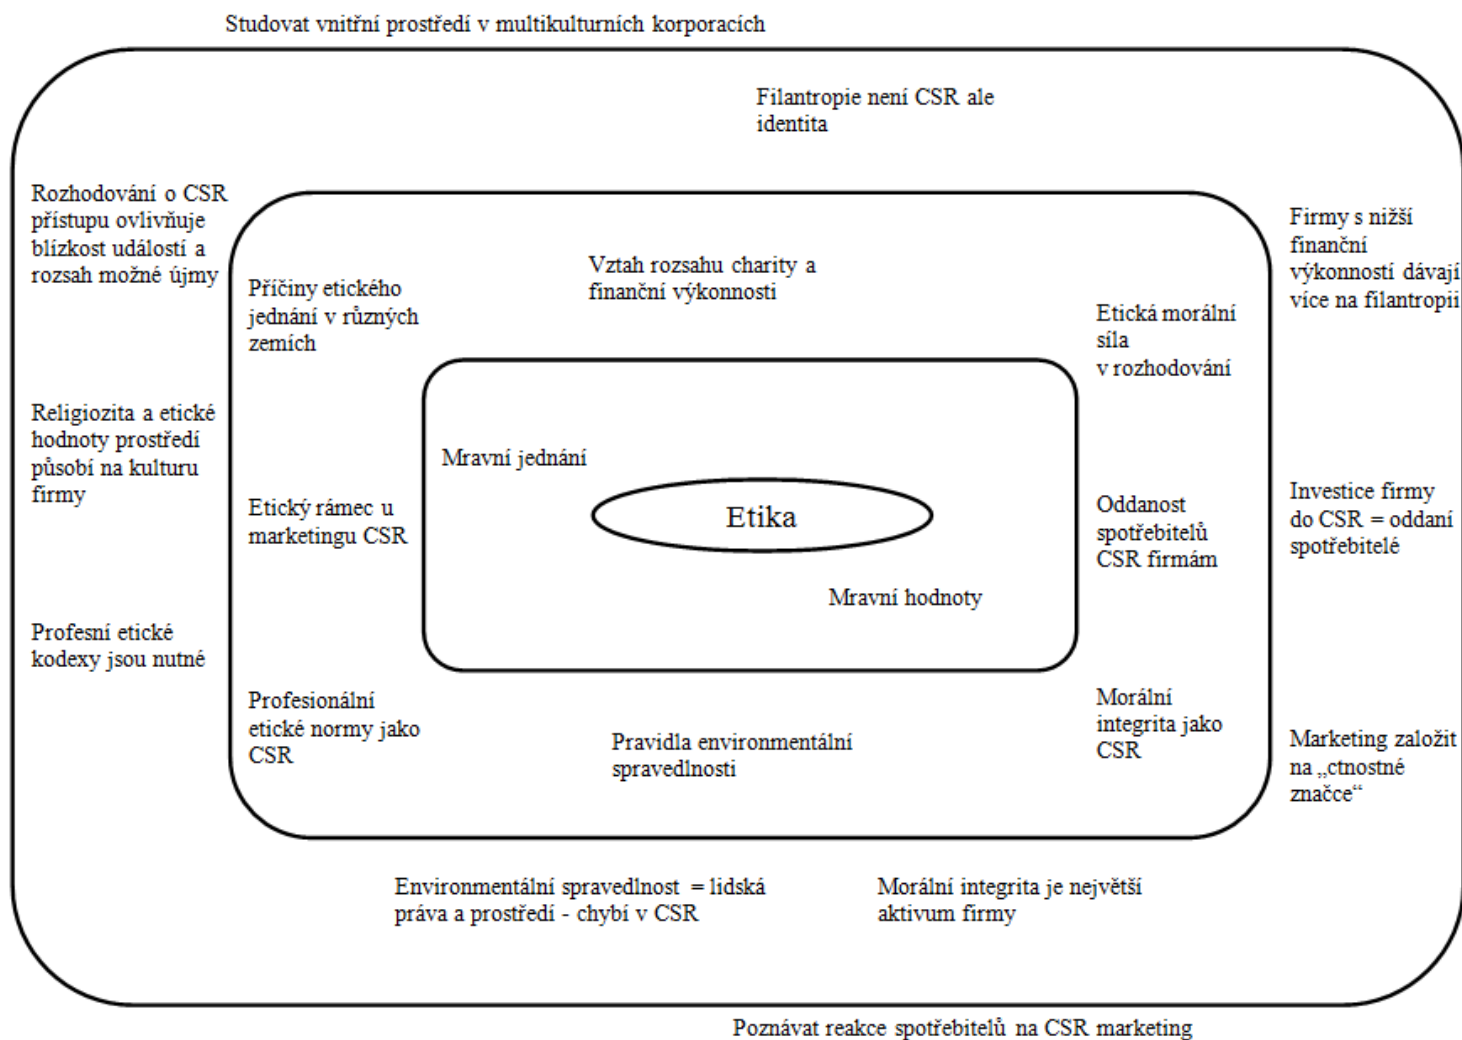 Studovat vnitřní prostředí v multikulturních korporacích
Filantropie není CSR ale
identita
Rozhodování o CSR
přístupu ovlivňuje
blízkost událostí a
rozsah možné újmy
Firmy s nižší
finanční
výkonností dávají
více na filantropii
Příčiny etického
jednání v různých
zemích
Vztah rozsahu charity a
finanční výkonnosti
Etická morální
síla
v rozhodování
Religiozita a etické
hodnoty prostředí
působí na kulturu
firmy
Mravní jednání
Etický rámec u
marketingu CSR
Etika
Oddanost
spotřebitelů
CSR firmám
Investice firmy
do CSR = oddaní
spotřebitelé
Mravní hodnoty
Profesní etické
kodexy jsou nutné
Profesionální
etické normy jako
CSR
Pravidla environmentální
spravedlnosti
Morální
integrita jako
CSR
Marketing založit
na „ctnostné
značce“
Environmentální spravedlnost = lidská
práva a prostředí - chybí v CSR
Morální integrita je největší
aktivum firmy
Poznávat reakce spotřebitelů na CSR marketing